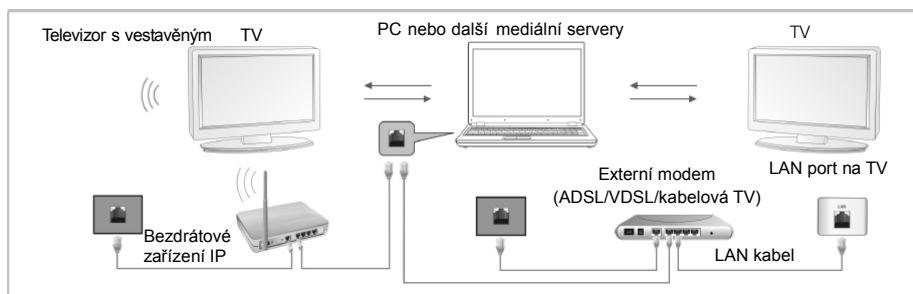 Televizor s vestavěným TV
PC nebo další mediální servery
TV
LAN port na TV
Externí modem
(ADSL/VDSL/kabelová TV)
Bezdrátové
zařízení IP
LAN kabel
LAN